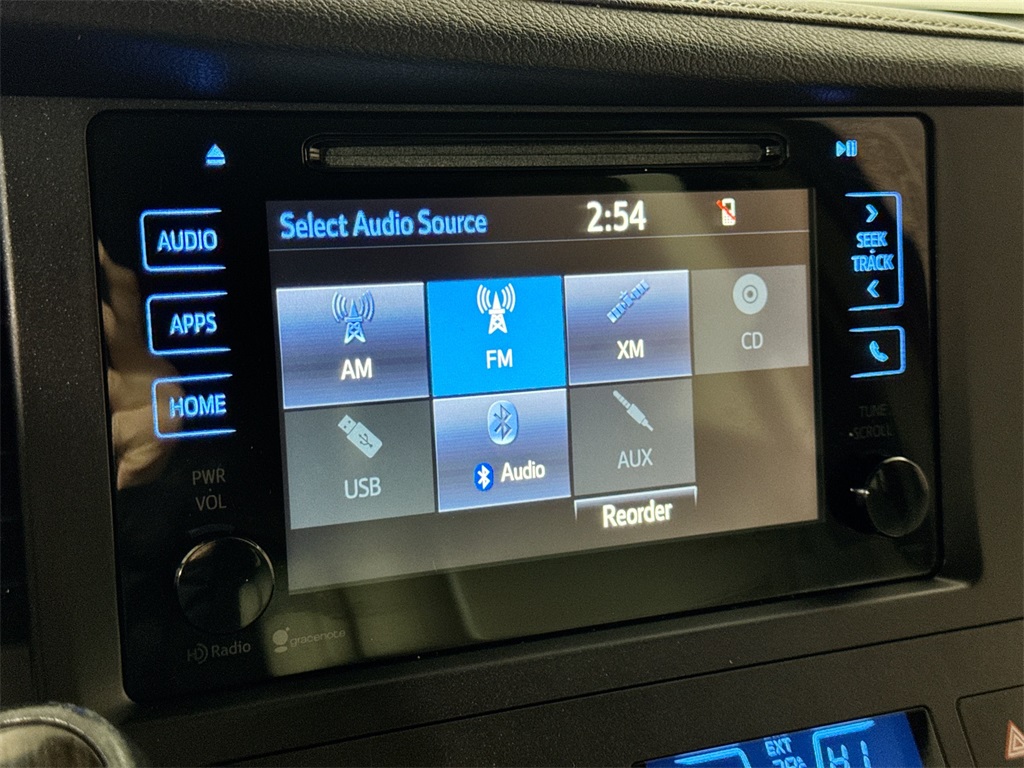 Select Audio Source
2:54
AUDIO
APPS
HOME
PWR
VOL
SEEK
TRACK
TUNE
SCROLL
AM
FM
XM
CD
USB
Audio
AUX
Reorder
HD Radio
gracenote
EXT
HI